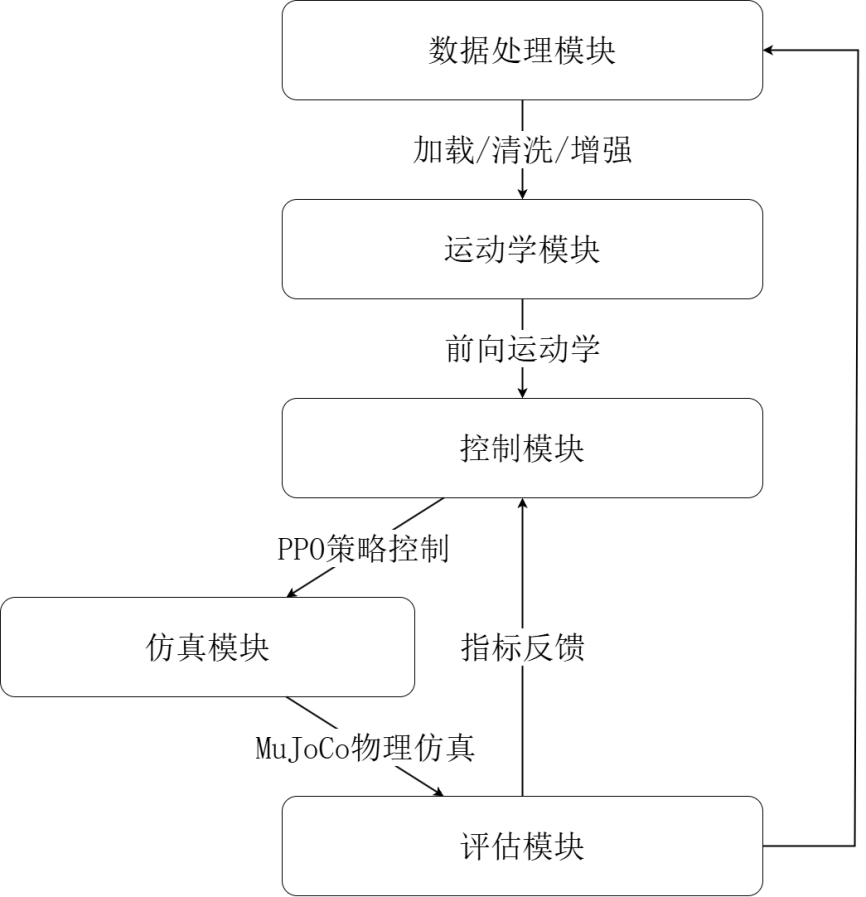 数据处理模块
加载/清洗/增强
运动学模块
前向运动学
控制模块
PPO策略控制
仿真模块
指标反馈
MuJoCo物理仿真
评估模块